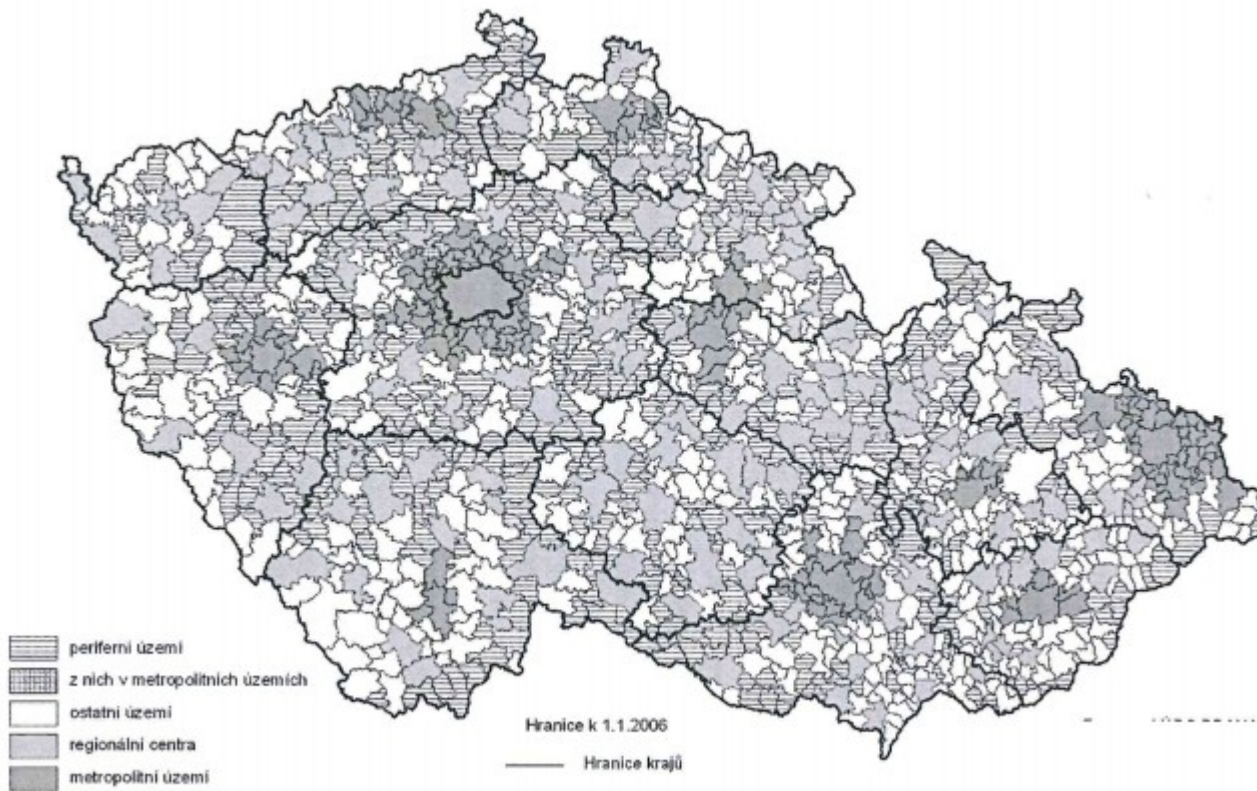 periferní území
z nich v metropolitních územích
ostatní území
regionální centra
metropolitní území
Hranice k 1.1.2006
Hranice krajů